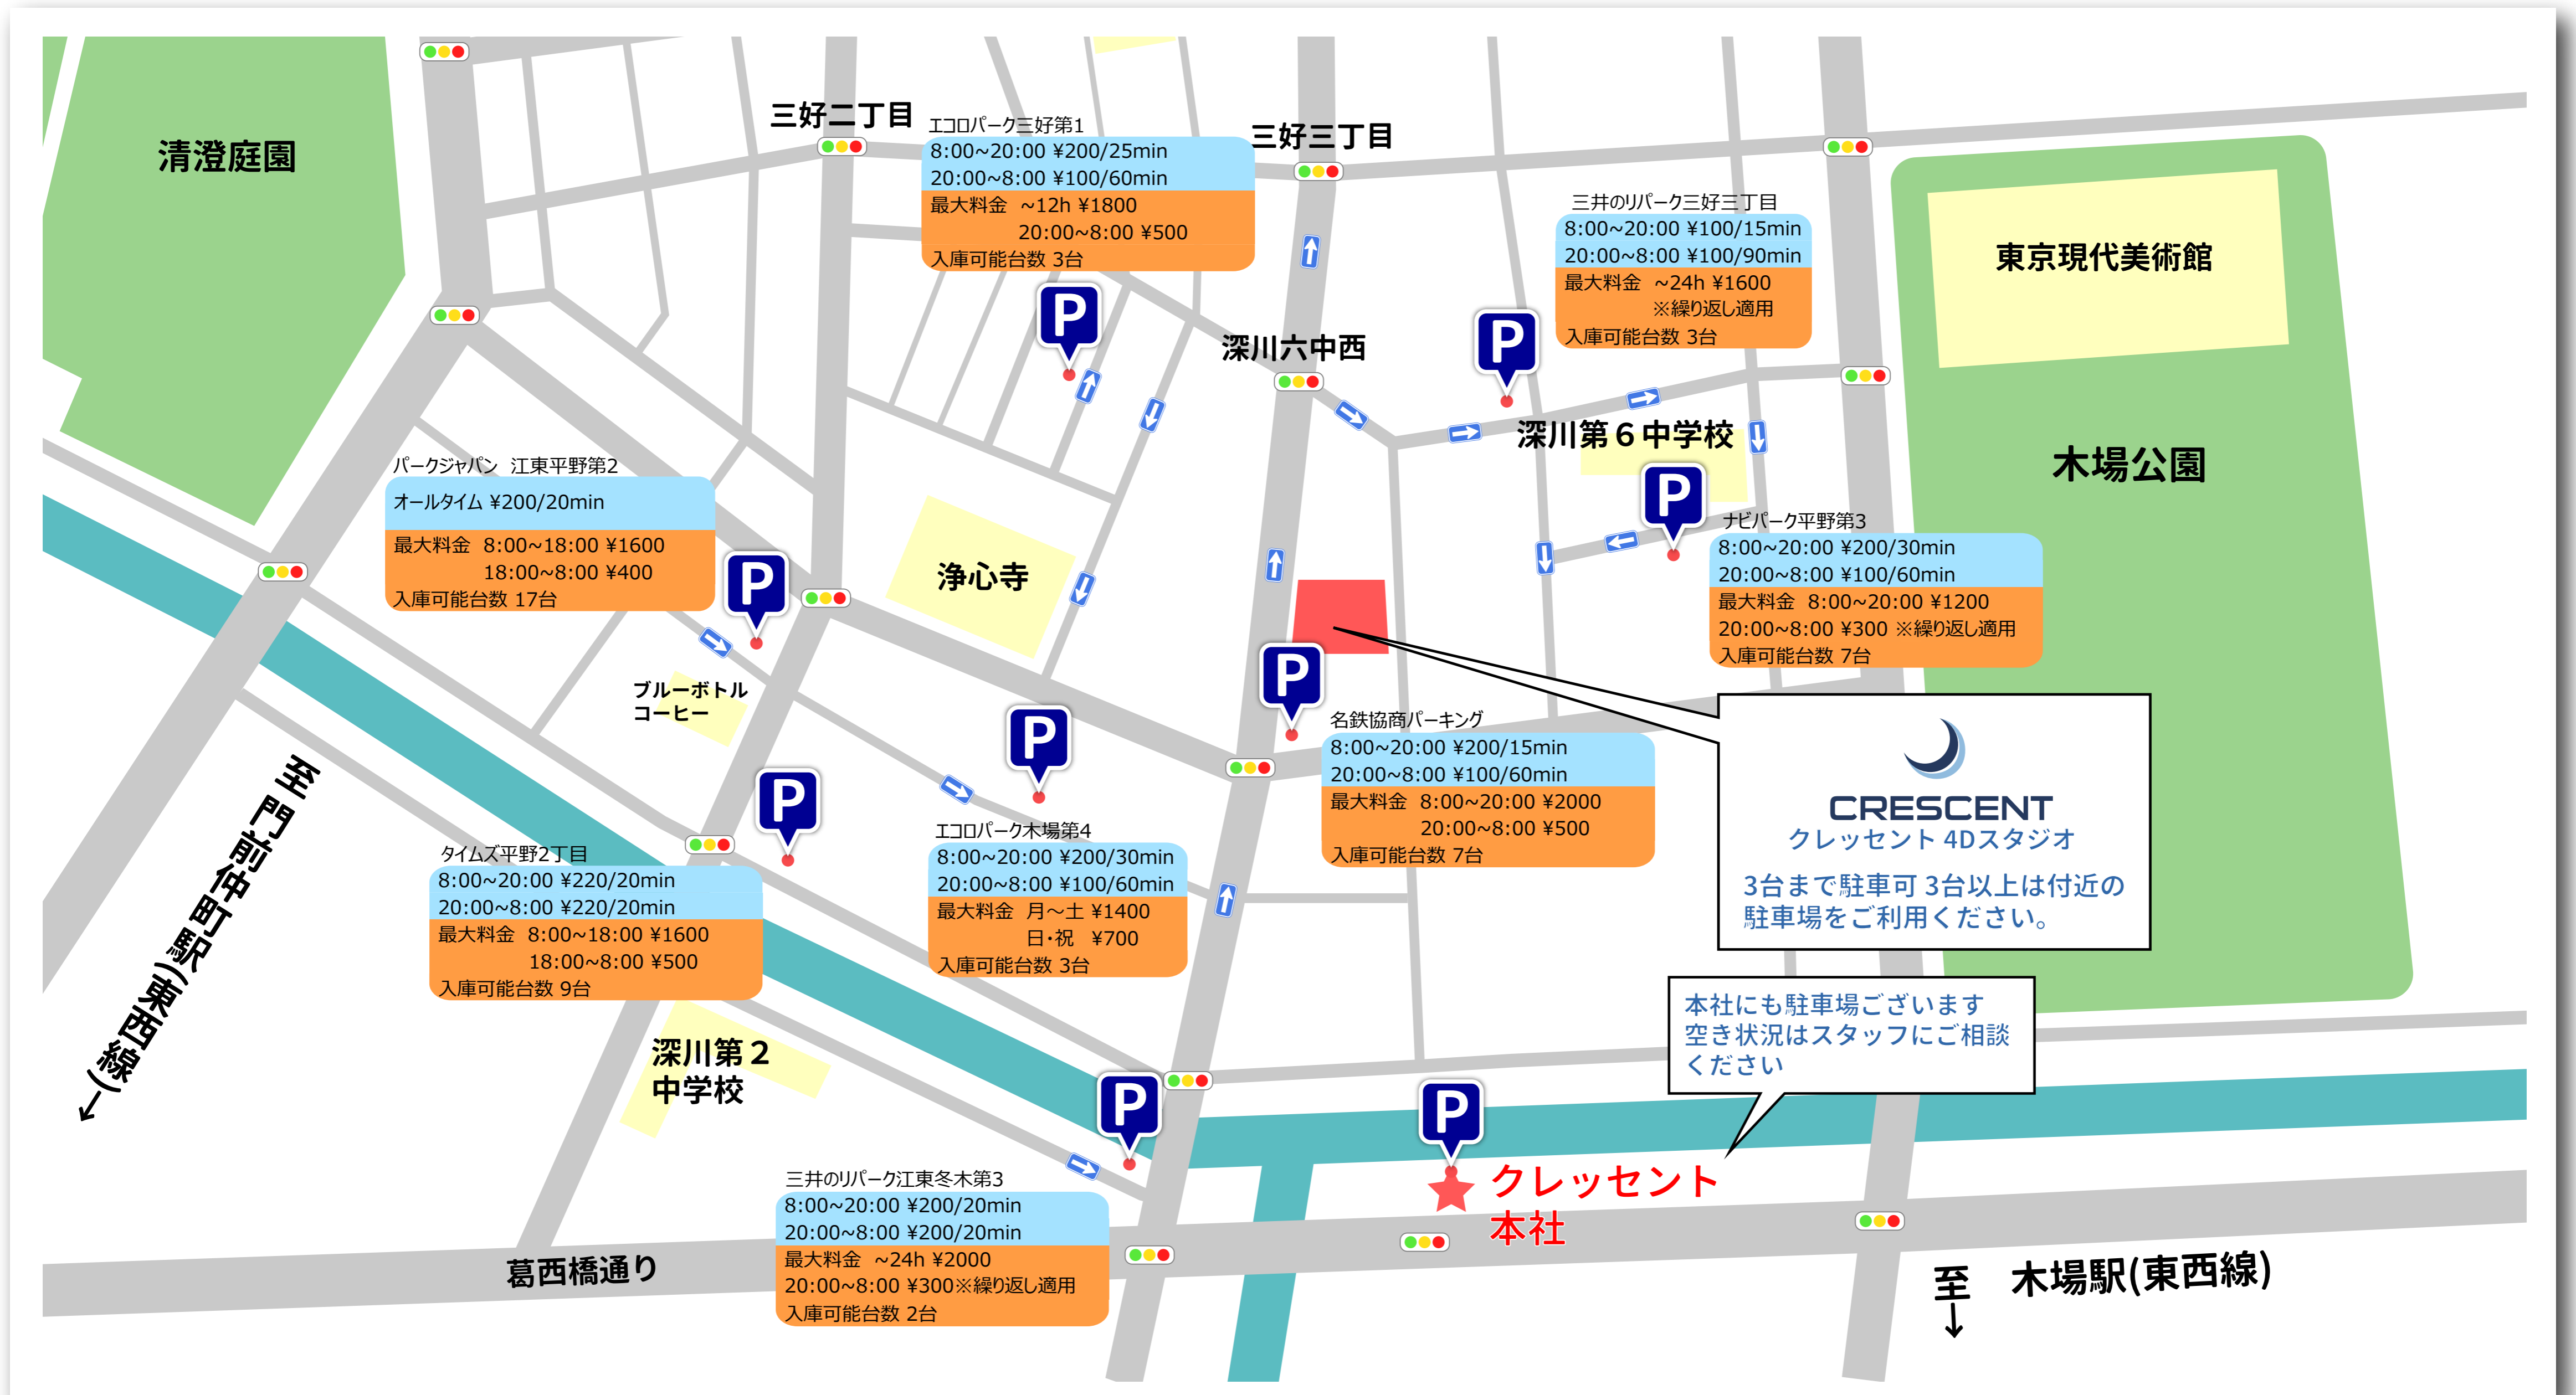 清澄庭園
三好二丁目
エコロパーク三好第1
8:00~20:00 ¥200/25min
20:00~8:00 ¥100/60min
最大料金 ~12h ¥1800
20:00~8:00 ¥500
入庫可能台数 3台
P
三好三丁目
三井のリパーク三好三丁目
8:00~20:00 ¥100/15min
20:00~8:00 ¥100/90min
最大料金 ~24h ¥1600
※繰り返し適用
入庫可能台数 3台
P
東京現代美術館
深川六中西
深川第６中学校
木場公園
パークジャパン 江東平野第2
オールタイム ¥200/20min
最大料金 8:00~18:00 ¥1600
18:00~8:00 ¥400
入庫可能台数 17台
P
浄心寺
P
ナビパーク平野第3
8:00~20:00 ¥200/30min
20:00~8:00 ¥100/60min
最大料金 8:00~20:00 ¥1200
20:00~8:00 ¥300 ※繰り返し適用
入庫可能台数 7台
ブルーボトル
コーヒー
P
名鉄協商パーキング
8:00~20:00 ¥200/15min
20:00~8:00 ¥100/60min
最大料金 8:00~20:00 ¥2000
20:00~8:00 ¥500
入庫可能台数 7台
CRESCENT
クレッセント 4Dスタジオ
3台まで駐車可 3台以上は付近の
駐車場をご利用ください。
至 門前仲町駅(東西線)←
P
タイムズ平野2丁目
8:00~20:00 ¥220/20min
20:00~8:00 ¥220/20min
最大料金 8:00~18:00 ¥1600
18:00~8:00 ¥500
入庫可能台数 9台
P
エコロパーク木場第4
8:00~20:00 ¥200/30min
20:00~8:00 ¥100/60min
最大料金 月～土 ¥1400
日・祝 ¥700
入庫可能台数 3台
本社にも駐車場ございます
空き状況はスタッフにご相談
ください
深川第２
中学校
P
三井のリパーク江東冬木第3
8:00~20:00 ¥200/20min
20:00~8:00 ¥200/20min
最大料金 ~24h ¥2000
20:00~8:00 ¥300※繰り返し適用
入庫可能台数 2台
P
クレッセント
本社
葛西橋通り
至 木場駅(東西線)
↓